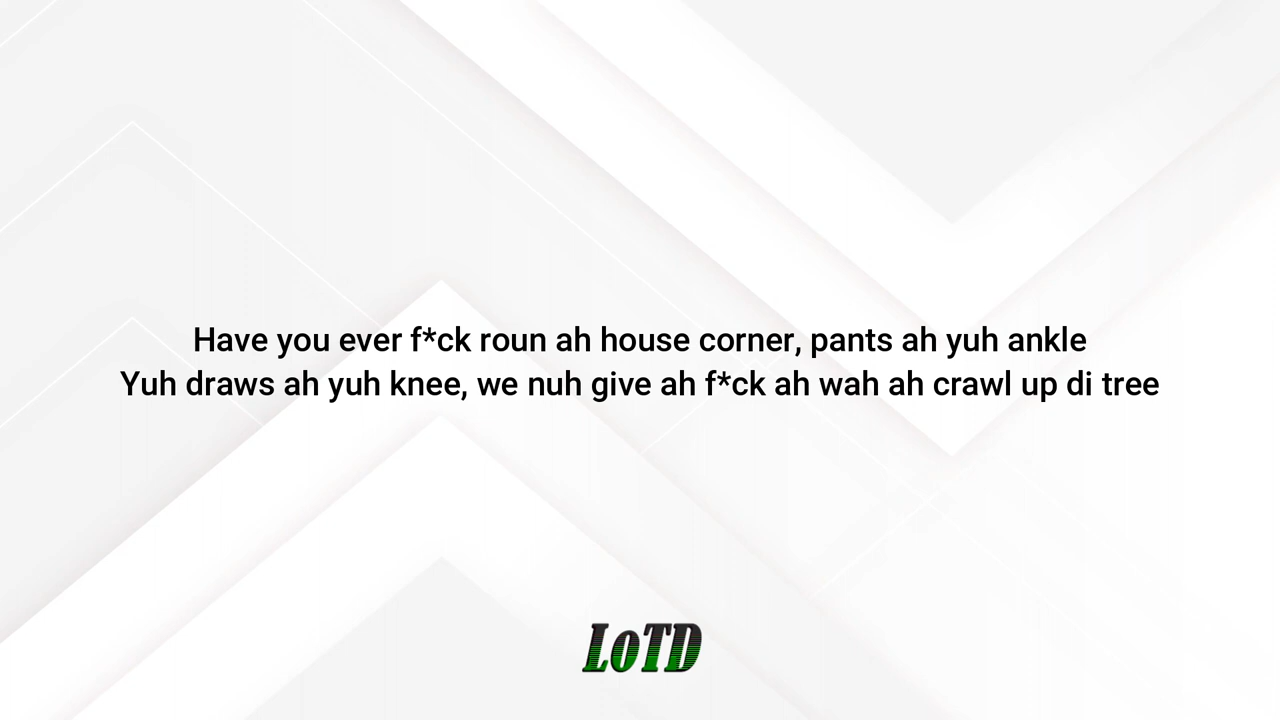 Have you ever f*ck roun ah house corner, pants ah yuh ankle
Yuh draws ah yuh knee, we nuh give ah f*ck ah wah ah crawl up di tree
LoTD